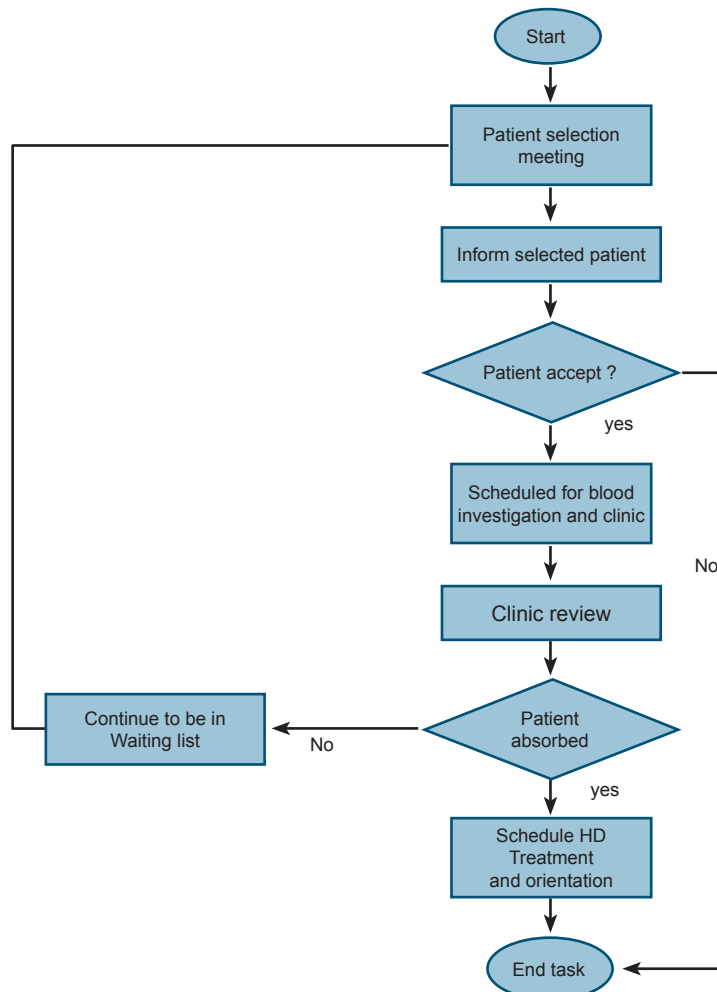 Start
Patient selection
meeting
Inform selected patient
Patient accept ?
yes
Scheduled for blood
investigation and clinic
No
Clinic review
Patient
absorbed
Continue to be in
Waiting list
No
yes
Schedule HD
Treatment
and orientation
End task